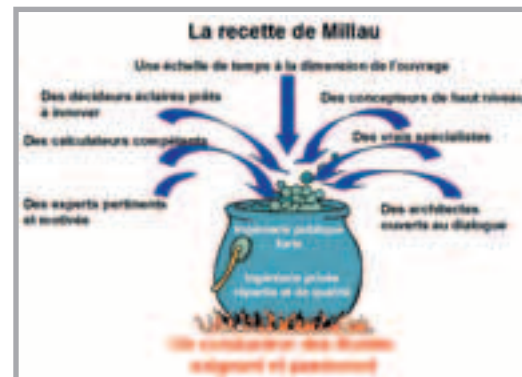 La recette de Millau
Une échelle de temps à la dimension de l'ouvrage
Des décideurs éclairés prêts
à innover
Des concepteurs de haut niveau
Des calculateurs compétents
Des vrais spécialistes
Des experts pertinents
et motivés
Des architectes
ouverts au dialogue
Ingénierie publique
forte
Ingénierie privée
répartie et de qualité
Un conducteur des études
exigeant et passionné